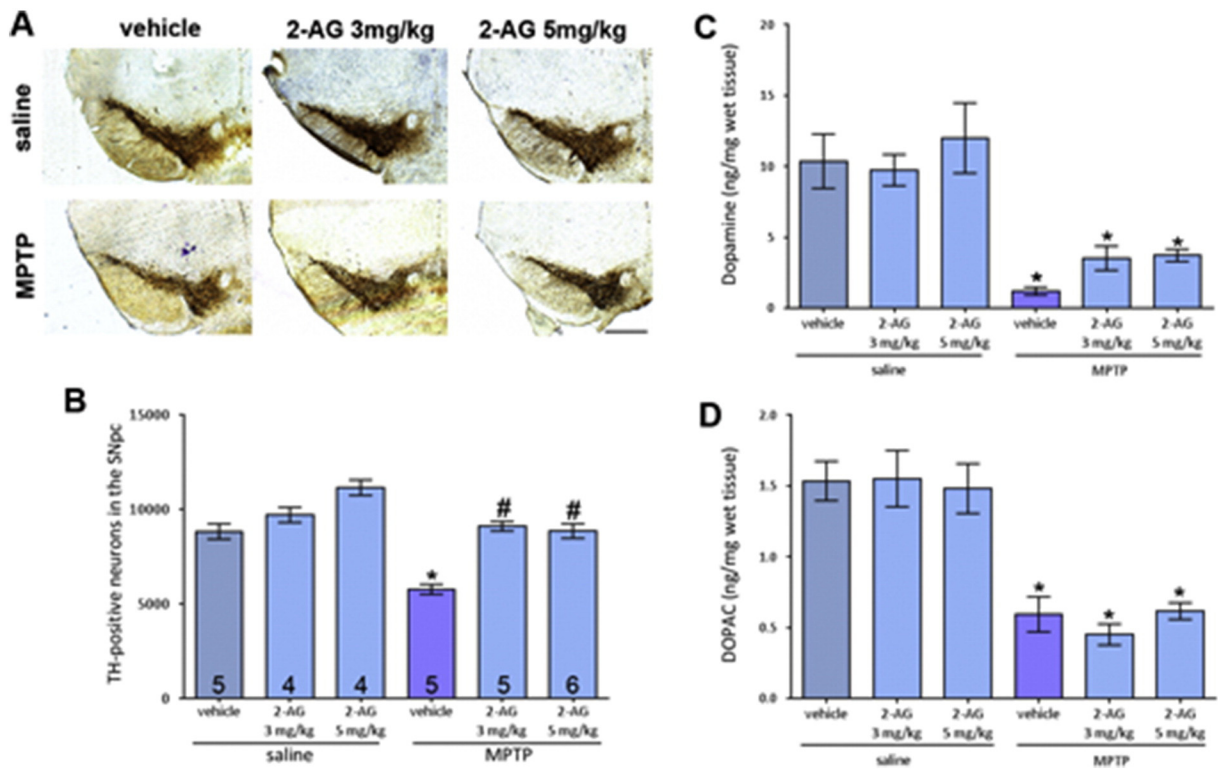 A
vehicle 2-AG 3mg/kg 2-AG 5mg/kg
saline
MPTP
B
TH-positive neurons in the SNpc
15000
10000
5000
0
* # #
5 4 4 5 5 6
vehicle 2-AG 2-AG vehicle 2-AG 2-AG
3 mg/kg 5 mg/kg 3 mg/kg 5 mg/kg
saline MPTP
C
Dopamine (ng/mg wet tissue)
20
15
10
5
0
* * *
vehicle 2-AG 2-AG vehicle 2-AG 2-AG
3 mg/kg 5 mg/kg 3 mg/kg 5 mg/kg
saline MPTP
D
DOPAC (ng/mg wet tissue)
2.0
1.5
1.0
0.5
0.0
* * *
vehicle 2-AG 2-AG vehicle 2-AG 2-AG
3 mg/kg 5 mg/kg 3 mg/kg 5 mg/kg
saline MPTP